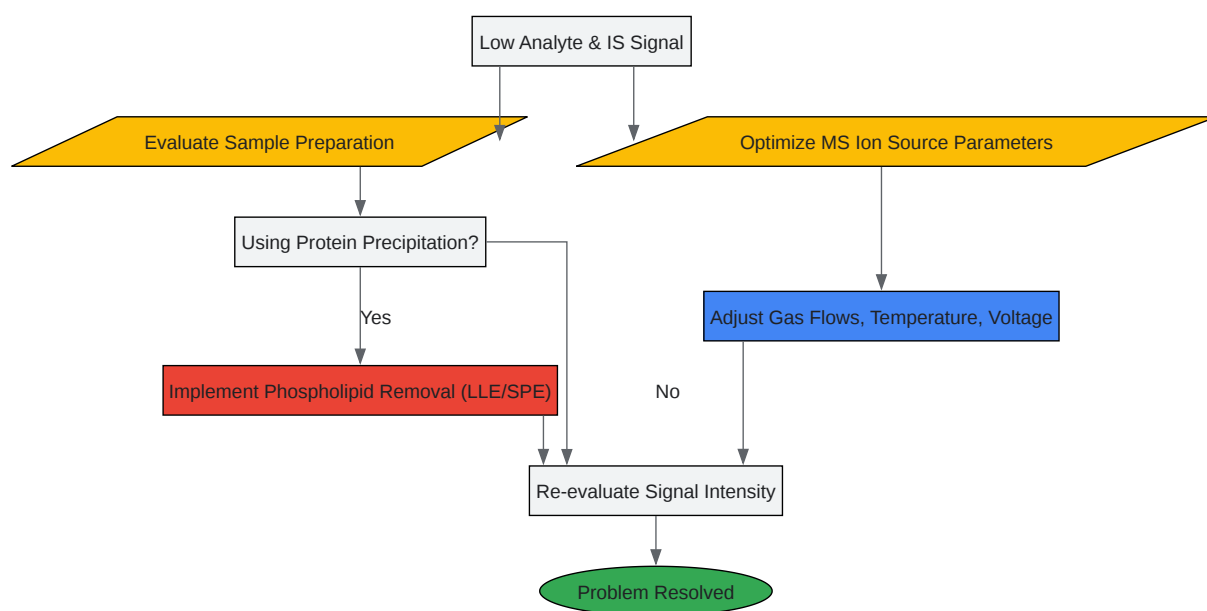 Low Analyte & IS Signal
Evaluate Sample Preparation
Optimize MS Ion Source Parameters
Using Protein Precipitation?
Adjust Gas Flows, Temperature, Voltage
Yes
Implement Phospholipid Removal (LLE/SPE)
No
Re-evaluate Signal Intensity
Problem Resolved